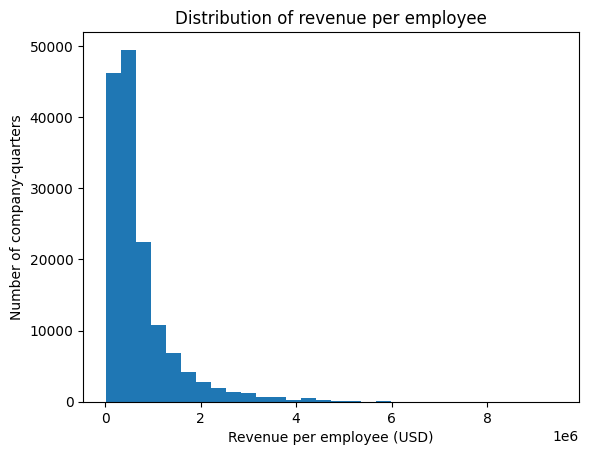 Distribution of revenue per employee
Number of company-quarters
50000
40000
30000
20000
10000
0
0 2 4 6 8
1e6
Revenue per employee (USD)